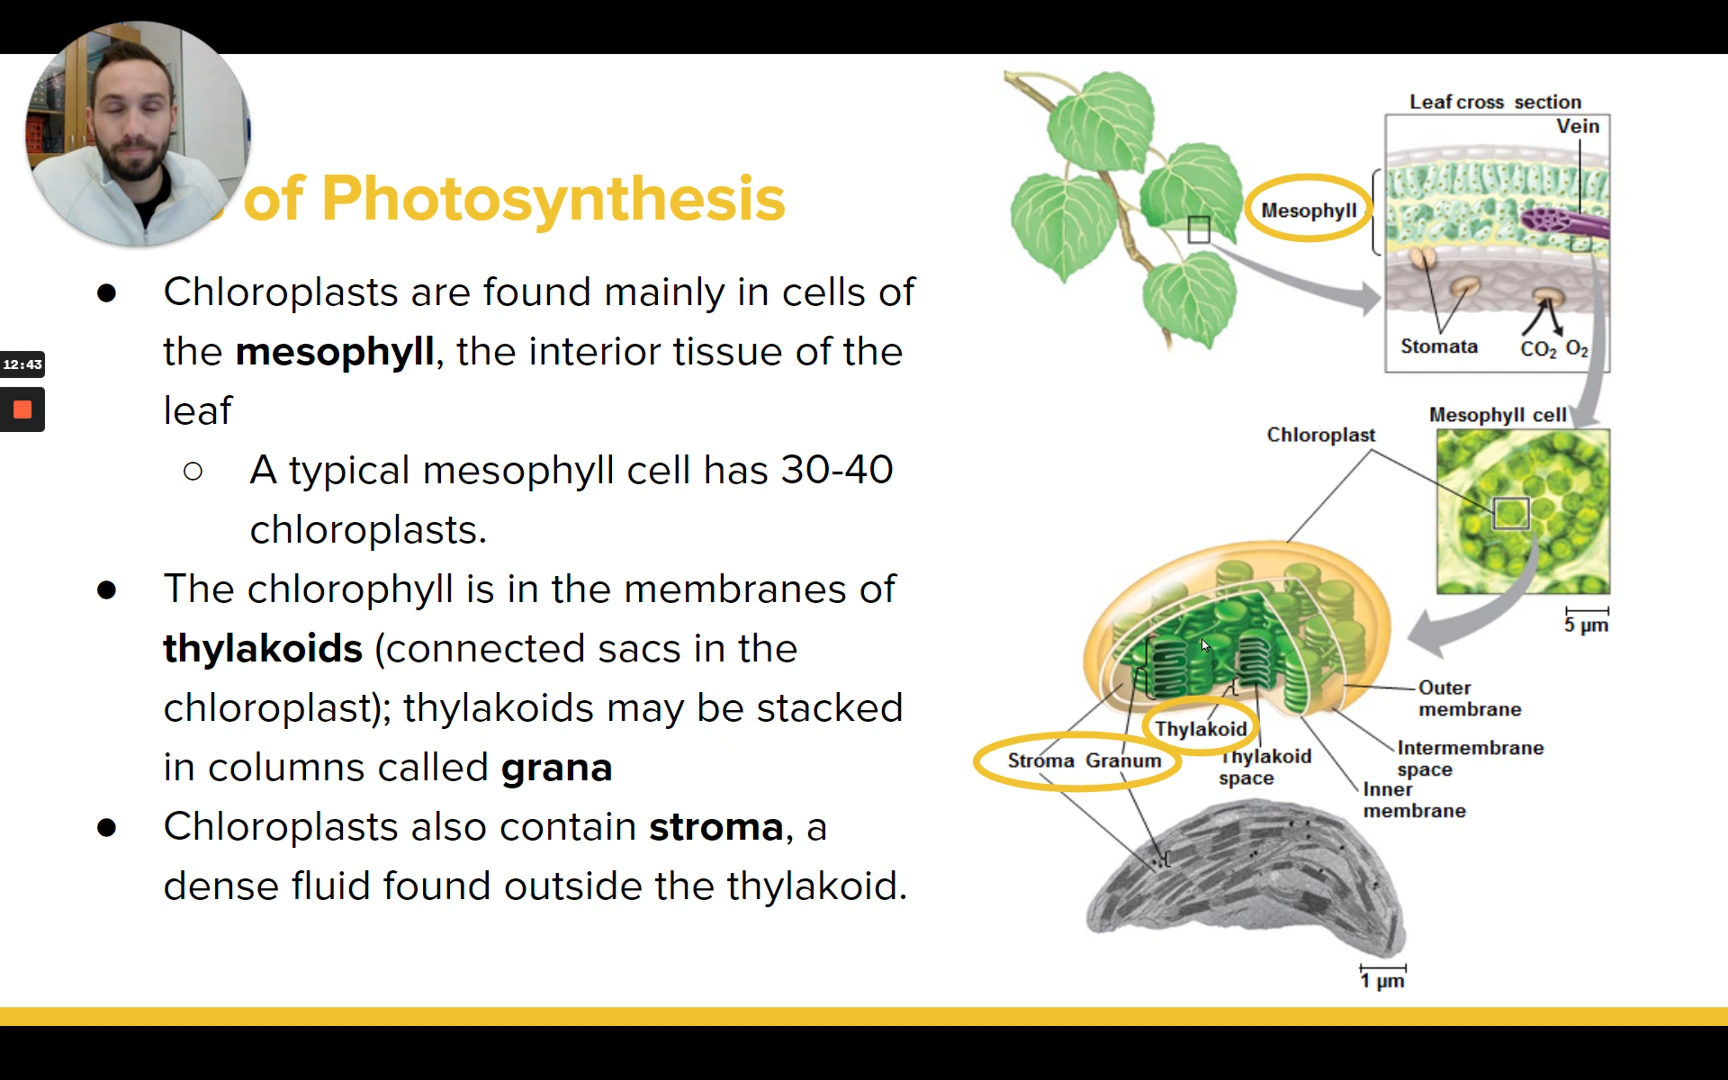 of Photosynthesis
● Chloroplasts are found mainly in cells of
the mesophyll, the interior tissue of the
leaf
○ A typical mesophyll cell has 30-40
chloroplasts.
● The chlorophyll is in the membranes of
thylakoids (connected sacs in the
chloroplast); thylakoids may be stacked
in columns called grana
● Chloroplasts also contain stroma, a
dense fluid found outside the thylakoid.
12:43
Leaf cross section
Vein
Mesophyll
Stomata
CO₂ O₂
Mesophyll cell
Chloroplast
5 µm
Outer
membrane
Intermembrane
space
Inner
membrane
Thylakoid
Thylakoid
space
Stroma Granum
1 µm